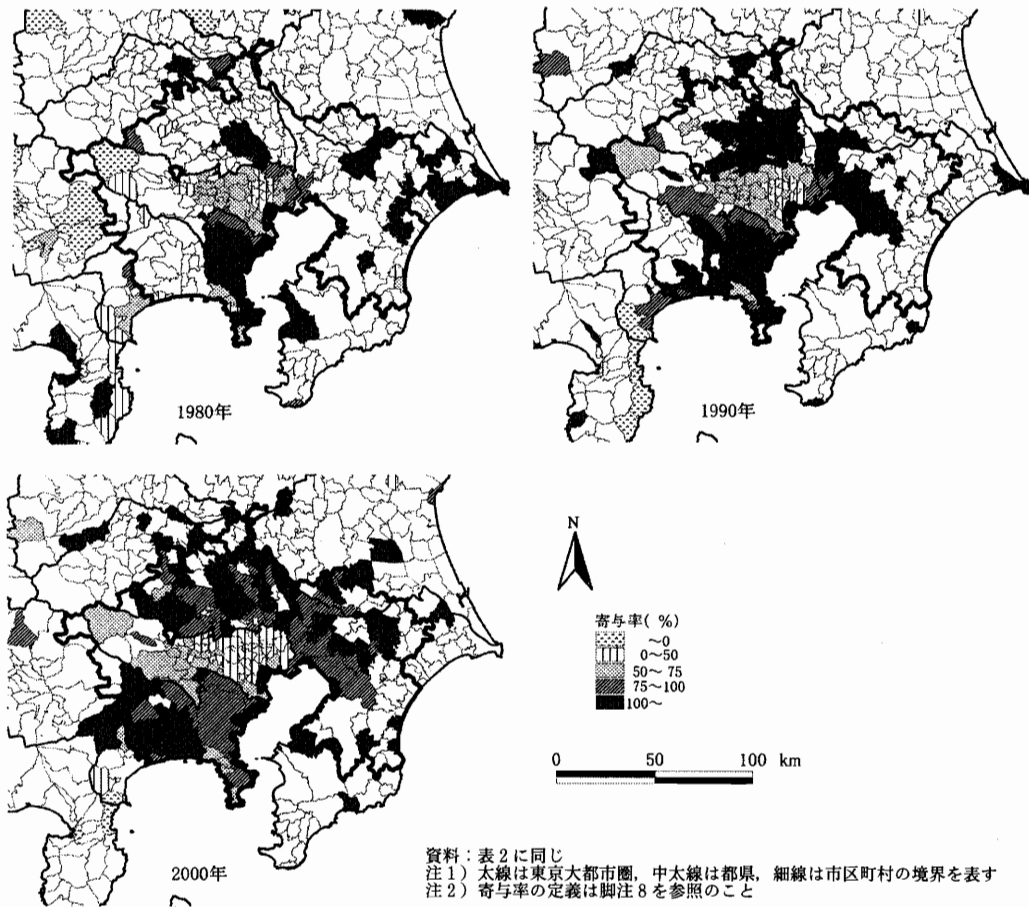 1980年
1990年
2000年
N
寄与率( %)
～0
0～50
50～ 75
75～100
100～
0 50 100 km
資料：表2に同じ
注1）太線は東京大都市圏，中太線は都県，細線は市区町村の境界を表す
注2）寄与率の定義は脚注8を参照のこと